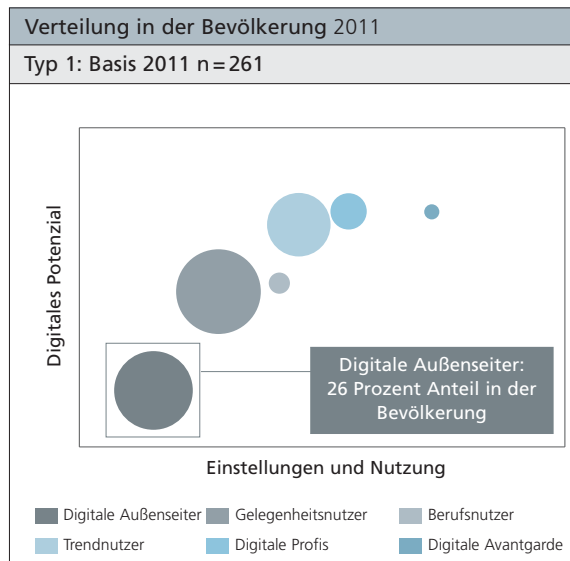 Verteilung in der Bevölkerung 2011
Typ 1: Basis 2011 n = 261
Digitales Potenzial
Digitale Außenseiter:
26 Prozent Anteil in der
Bevölkerung
Einstellungen und Nutzung
Digitale Außenseiter Gelegenheitsnutzer Berufsnutzer
Trendnutzer Digitale Profis Digitale Avantgarde